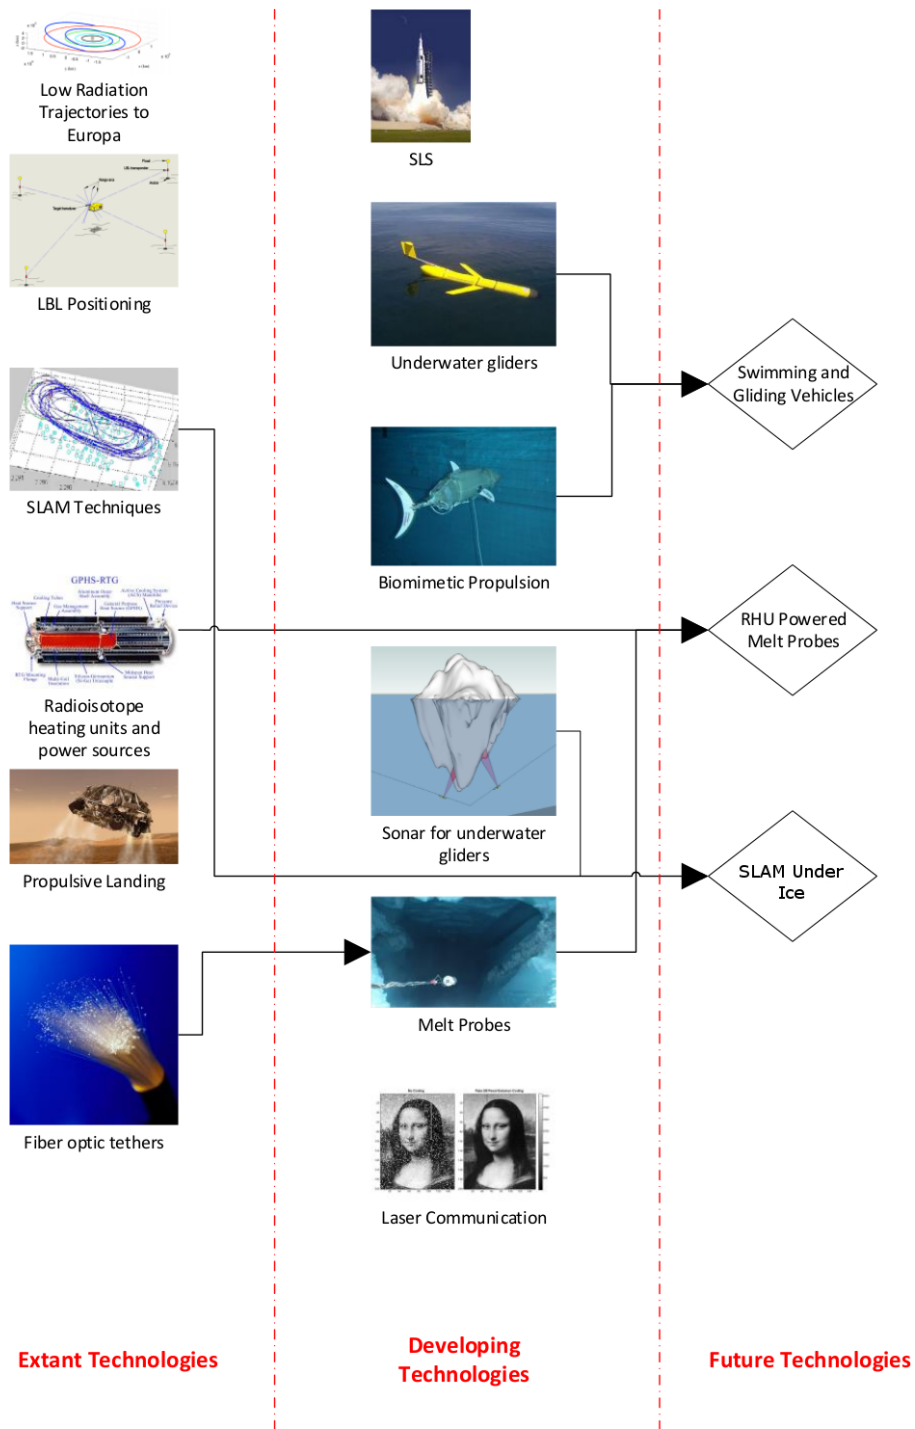 Low Radiation
Trajectories to
Europa
LBL Positioning
SLAM Techniques
GPHS-RTG
Radioisotope
heating units and
power sources
Propulsive Landing
Fiber optic tethers
Extant Technologies
SLS
Underwater gliders
Biomimetic Propulsion
Sonar for underwater
gliders
Melt Probes
Laser Communication
Developing
Technologies
Swimming and
Gliding Vehicles
RHU Powered
Melt Probes
SLAM Under
Ice
Future Technologies